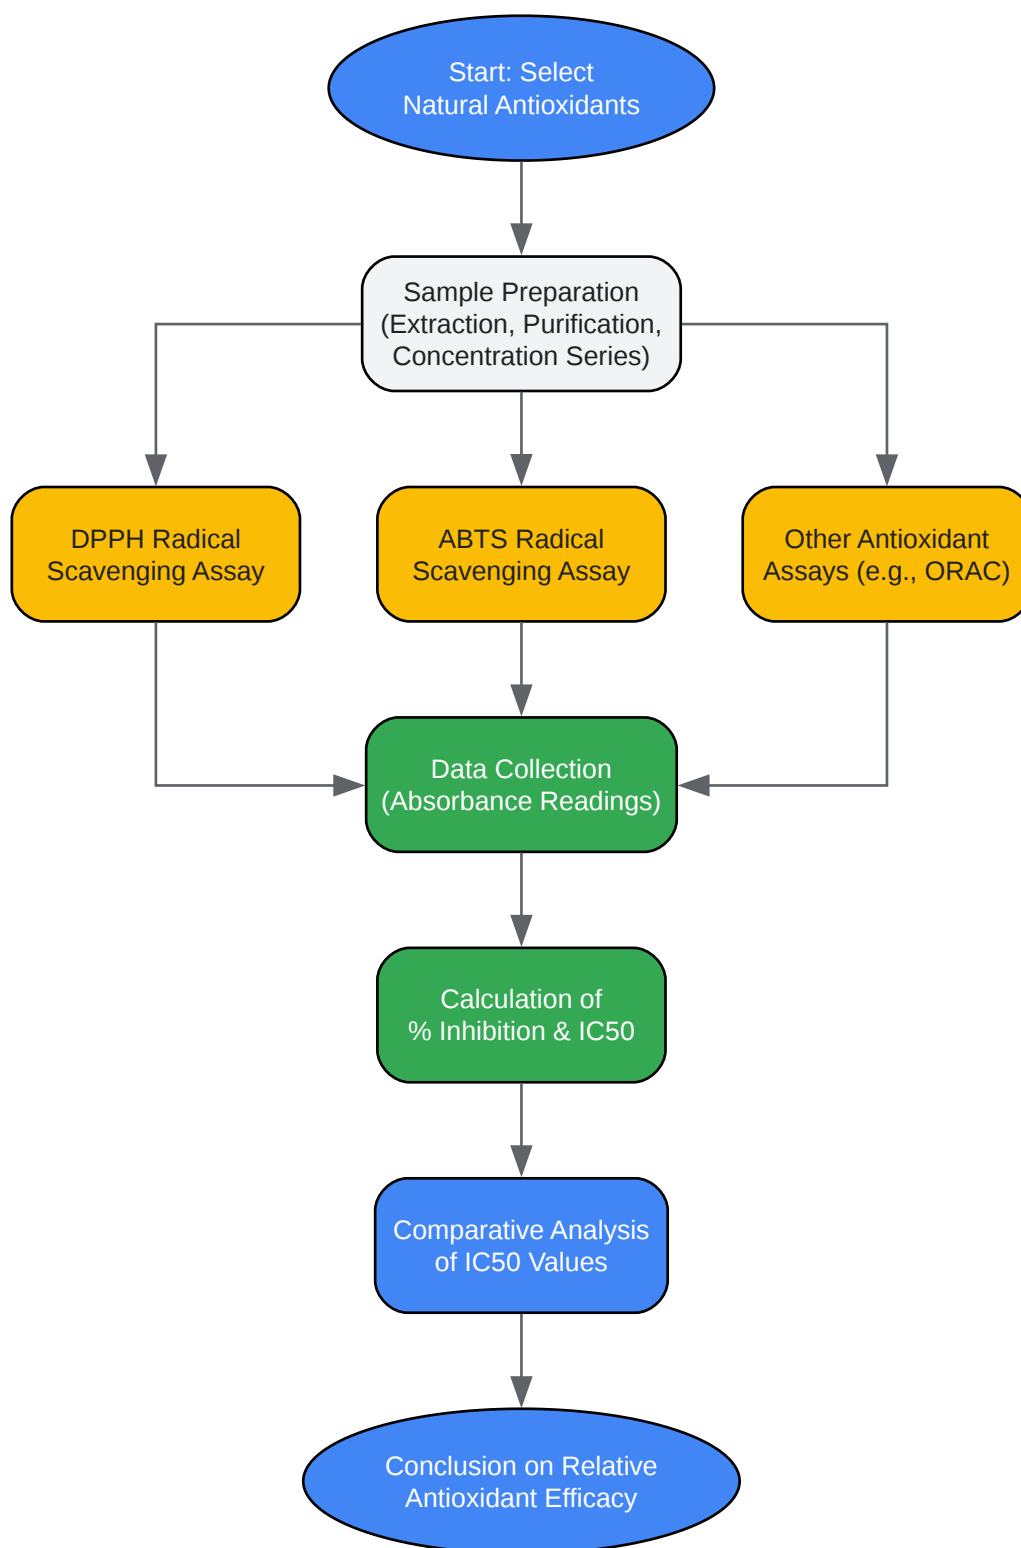 Start: Select
Natural Antioxidants
Sample Preparation
(Extraction, Purification,
Concentration Series)
DPPH Radical
Scavenging Assay
ABTS Radical
Scavenging Assay
Other Antioxidant
Assays (e.g., ORAC)
Data Collection
(Absorbance Readings)
Calculation of
% Inhibition & IC50
Comparative Analysis
of IC50 Values
Conclusion on Relative
Antioxidant Efficacy